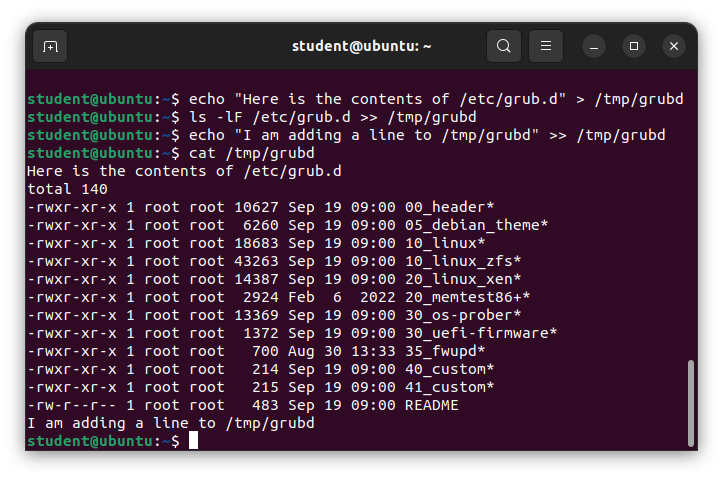 student@ubuntu: ~
student@ubuntu:~$ echo "Here is the contents of /etc/grub.d" > /tmp/grubd
student@ubuntu:~$ ls -lF /etc/grub.d >> /tmp/grubd
student@ubuntu:~$ echo "I am adding a line to /tmp/grubd" >> /tmp/grubd
student@ubuntu:~$ cat /tmp/grubd
Here is the contents of /etc/grub.d
total 140
-rwxr-xr-x 1 root root 10627 Sep 19 09:00 00_header*
-rwxr-xr-x 1 root root  6260 Sep 19 09:00 05_debian_theme*
-rwxr-xr-x 1 root root 18683 Sep 19 09:00 10_linux*
-rwxr-xr-x 1 root root 43263 Sep 19 09:00 10_linux_zfs*
-rwxr-xr-x 1 root root 14387 Sep 19 09:00 20_linux_xen*
-rwxr-xr-x 1 root root  2924 Feb  6  2022 20_memtest86+*
-rwxr-xr-x 1 root root 13369 Sep 19 09:00 30_os-prober*
-rwxr-xr-x 1 root root  1372 Sep 19 09:00 30_uefi-firmware*
-rwxr-xr-x 1 root root   700 Aug 30 13:33 35_fwupd*
-rwxr-xr-x 1 root root   214 Sep 19 09:00 40_custom*
-rwxr-xr-x 1 root root   215 Sep 19 09:00 41_custom*
-rw-r--r-- 1 root root   483 Sep 19 09:00 README
I am adding a line to /tmp/grubd
student@ubuntu:~$